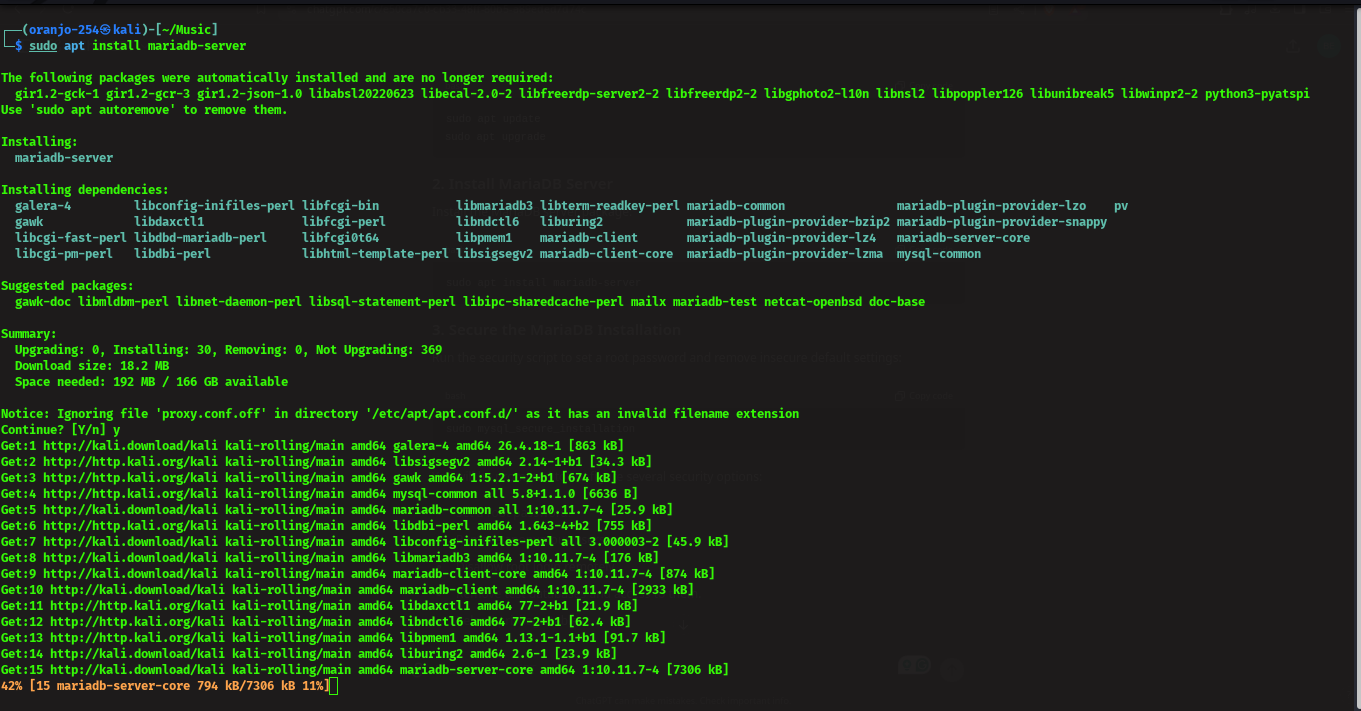 (oranjo-254㉿kali)-[~/Music]
$ sudo apt install mariadb-server
The following packages were automatically installed and are no longer required:
gir1.2-gck-1 gir1.2-gcr-3 gir1.2-json-1.0 libabsl20220623 libecal-2.0-2 libfreerdp-server2-2 libfreerdp2-2 libgphoto2-l10n libnsl2 libpoppler126 libunibreak5 libwinpr2-2 python3-pyatspi
Use 'sudo apt autoremove' to remove them.
Installing:
mariadb-server
Installing dependencies:
galera-4 libconfig-inifiles-perl libfcgi-bin libmariadb3 libterm-readkey-perl mariadb-common mariadb-plugin-provider-lzo pv
gawk libdaxctl1 libfcgi-perl libndctl6 liburing2 mariadb-plugin-provider-bzip2 mariadb-plugin-provider-snappy
libcgi-fast-perl libdbd-mariadb-perl libfcgi0t64 libpmem1 mariadb-client mariadb-plugin-provider-lz4 mariadb-server-core
libcgi-pm-perl libdbi-perl libhtml-template-perl libsigsegv2 mariadb-client-core mariadb-plugin-provider-lzma mysql-common
Suggested packages:
gawk-doc libmldbm-perl libnet-daemon-perl libsql-statement-perl libipc-sharedcache-perl mailx mariadb-test netcat-openbsd doc-base
Summary:
Upgrading: 0, Installing: 30, Removing: 0, Not Upgrading: 369
Download size: 18.2 MB
Space needed: 192 MB / 166 GB available
Notice: Ignoring file 'proxy.conf.off' in directory '/etc/apt/apt.conf.d/' as it has an invalid filename extension
Continue? [Y/n] y
Get:1 http://kali.download/kali kali-rolling/main amd64 galera-4 amd64 26.4.18-1 [863 kB]
Get:2 http://http.kali.org/kali kali-rolling/main amd64 libsigsegv2 amd64 2.14-1+b1 [34.3 kB]
Get:3 http://http.kali.org/kali kali-rolling/main amd64 gawk amd64 1:5.2.1-2+b1 [674 kB]
Get:4 http://http.kali.org/kali kali-rolling/main amd64 mysql-common all 5.8+1.1.0 [6636 B]
Get:5 http://kali.download/kali kali-rolling/main amd64 mariadb-common all 1:10.11.7-4 [25.9 kB]
Get:6 http://http.kali.org/kali kali-rolling/main amd64 libdbi-perl amd64 1.643-4+b2 [755 kB]
Get:7 http://http.kali.org/kali kali-rolling/main amd64 libconfig-inifiles-perl all 3.000003-2 [45.9 kB]
Get:8 http://kali.download/kali kali-rolling/main amd64 libmariadb3 amd64 1:10.11.7-4 [176 kB]
Get:9 http://kali.download/kali kali-rolling/main amd64 mariadb-client-core amd64 1:10.11.7-4 [874 kB]
Get:10 http://kali.download/kali kali-rolling/main amd64 mariadb-client amd64 1:10.11.7-4 [2933 kB]
Get:11 http://http.kali.org/kali kali-rolling/main amd64 libdaxctl1 amd64 77-2+b1 [21.9 kB]
Get:12 http://http.kali.org/kali kali-rolling/main amd64 libndctl6 amd64 77-2+b1 [62.4 kB]
Get:13 http://http.kali.org/kali kali-rolling/main amd64 libpmem1 amd64 1.13.1-1.1+b1 [91.7 kB]
Get:14 http://http.kali.org/kali kali-rolling/main amd64 liburing2 amd64 2.6-1 [23.9 kB]
Get:15 http://kali.download/kali kali-rolling/main amd64 mariadb-server-core amd64 1:10.11.7-4 [7306 kB]
42% [15 mariadb-server-core 794 kB/7306 kB 11%]